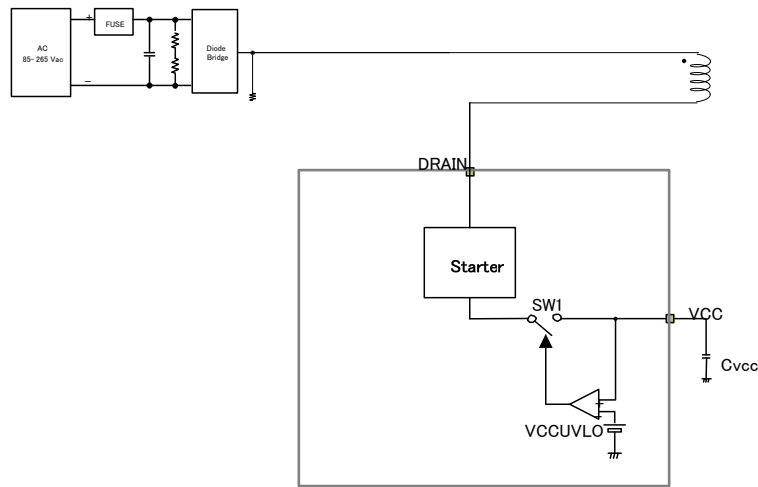 +
FUSE
AC
85-265 Vac
Diode
Bridge
–
DRAIN
Starter
SW1
VCC
Cvcc
+
VCCUVLO
-